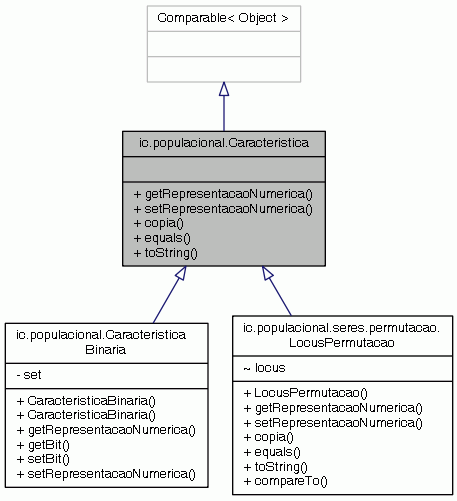 Comparable< Object >
ic.populacional.Caracteristica
+ getRepresentacaoNumerica()
+ setRepresentacaoNumerica()
+ copia()
+ equals()
+ toString()
ic.populacional.Caracteristica
Binaria
- set
+ CaracteristicaBinaria()
+ CaracteristicaBinaria()
+ getRepresentacaoNumerica()
+ getBit()
+ setBit()
+ setRepresentacaoNumerica()
ic.populacional.seres.permutacao.
LocusPermutacao
~ locus
+ LocusPermutacao()
+ getRepresentacaoNumerica()
+ setRepresentacaoNumerica()
+ copia()
+ equals()
+ toString()
+ compareTo()